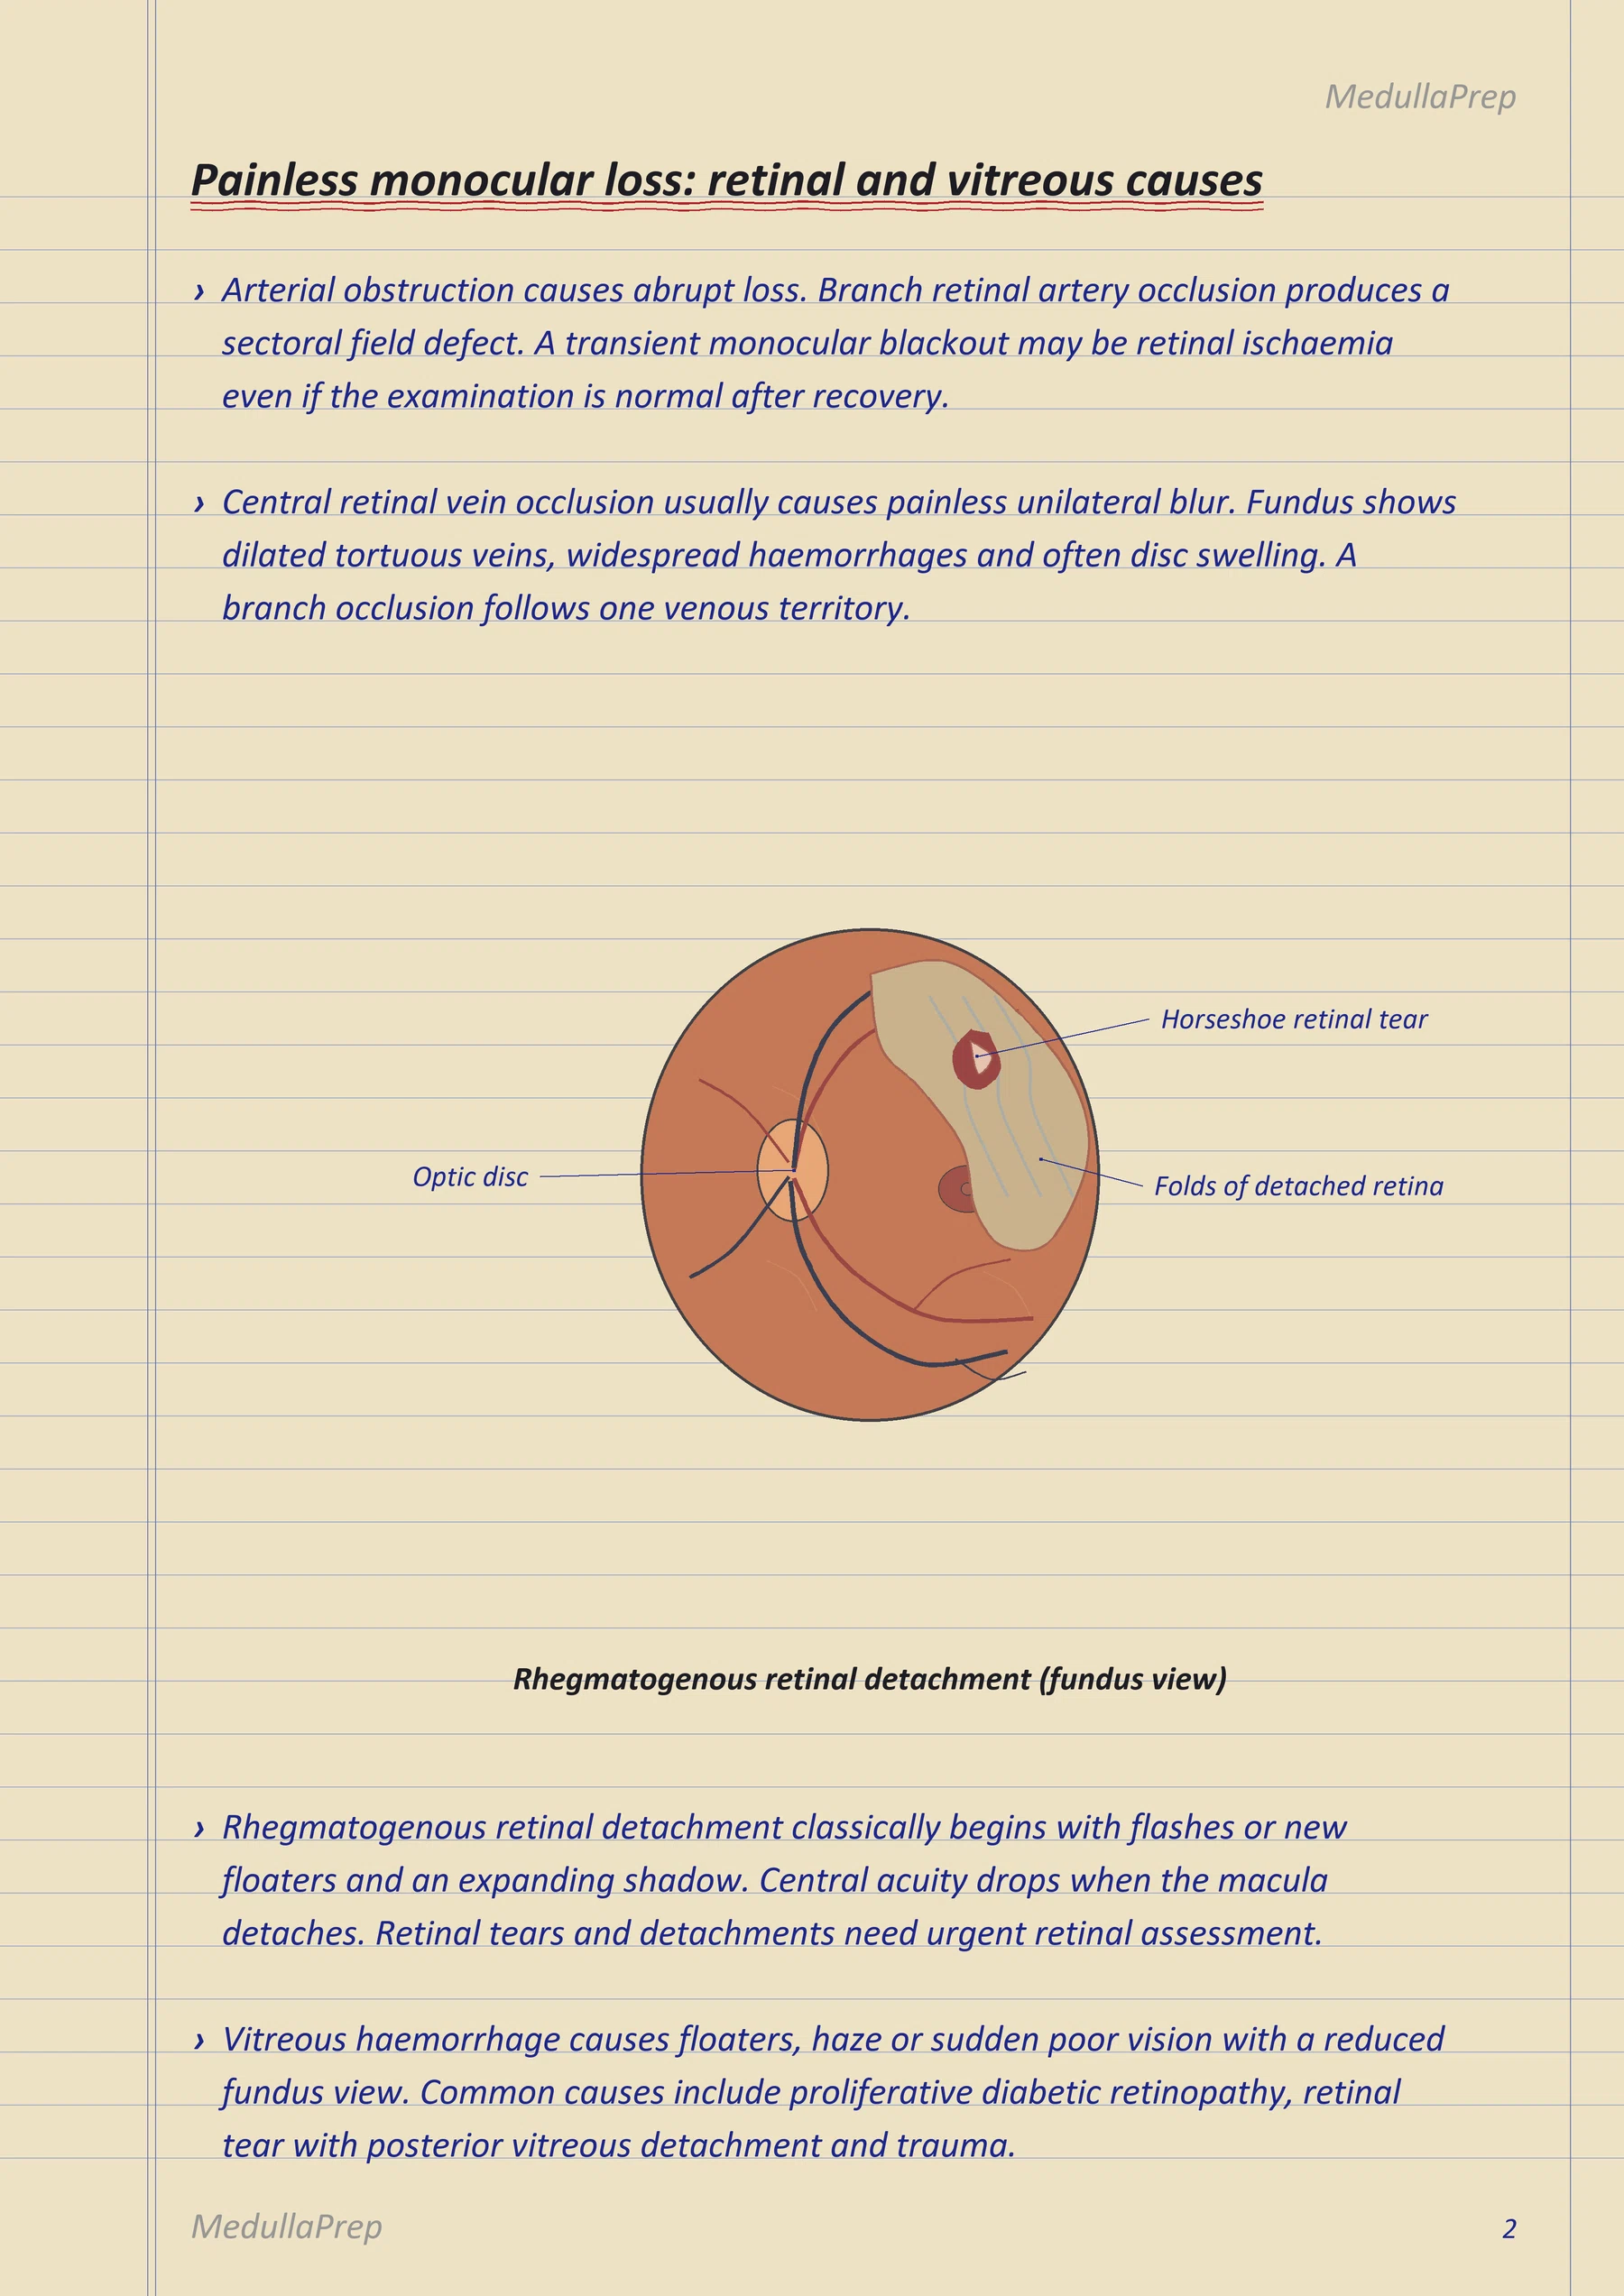 MedullaPrep
Painless monocular loss: retinal and vitreous causes
› Arterial obstruction causes abrupt loss. Branch retinal artery occlusion produces a
sectoral field defect. A transient monocular blackout may be retinal ischaemia
even if the examination is normal after recovery.
› Central retinal vein occlusion usually causes painless unilateral blur. Fundus shows
dilated tortuous veins, widespread haemorrhages and often disc swelling. A
branch occlusion follows one venous territory.
Horseshoe retinal tear
Optic disc
Folds of detached retina
Rhegmatogenous retinal detachment (fundus view)
› Rhegmatogenous retinal detachment classically begins with flashes or new
floaters and an expanding shadow. Central acuity drops when the macula
detaches. Retinal tears and detachments need urgent retinal assessment.
› Vitreous haemorrhage causes floaters, haze or sudden poor vision with a reduced
fundus view. Common causes include proliferative diabetic retinopathy, retinal
tear with posterior vitreous detachment and trauma.
MedullaPrep
2